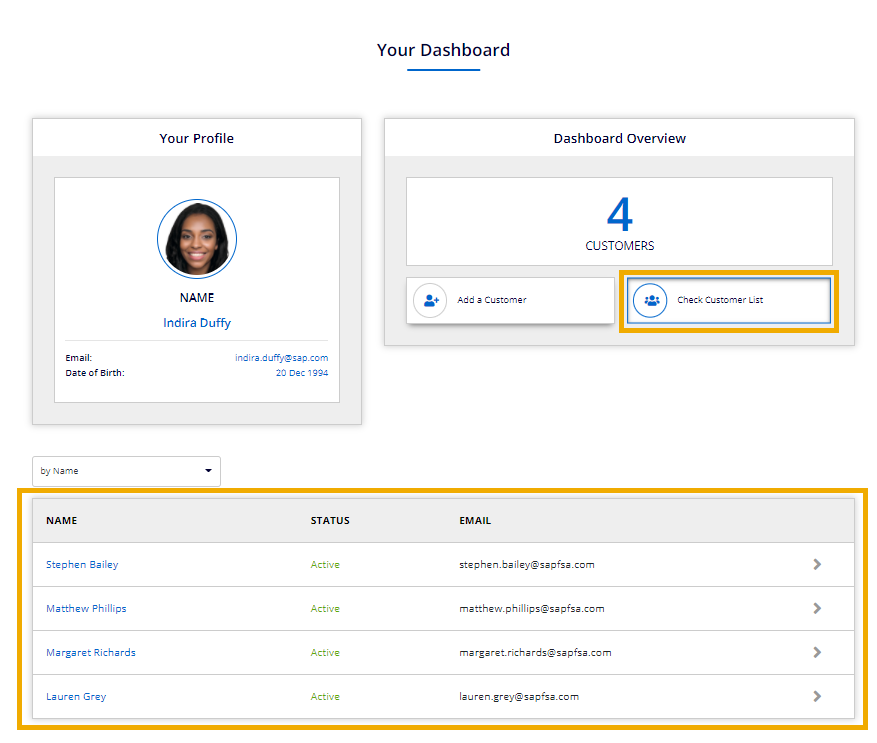 Your Dashboard
Your Profile
NAME
Indira Duffy
Email: indira.duffy@sap.com
Date of Birth: 20 Dec 1994
Dashboard Overview
4
CUSTOMERS
Add a Customer
Check Customer List
by Name
NAME STATUS EMAIL
Stephen Bailey Active stephen.bailey@sapfsa.com
Matthew Phillips Active matthew.phillips@sapfsa.com
Margaret Richards Active margaret.richards@sapfsa.com
Lauren Grey Active lauren.grey@sapfsa.com